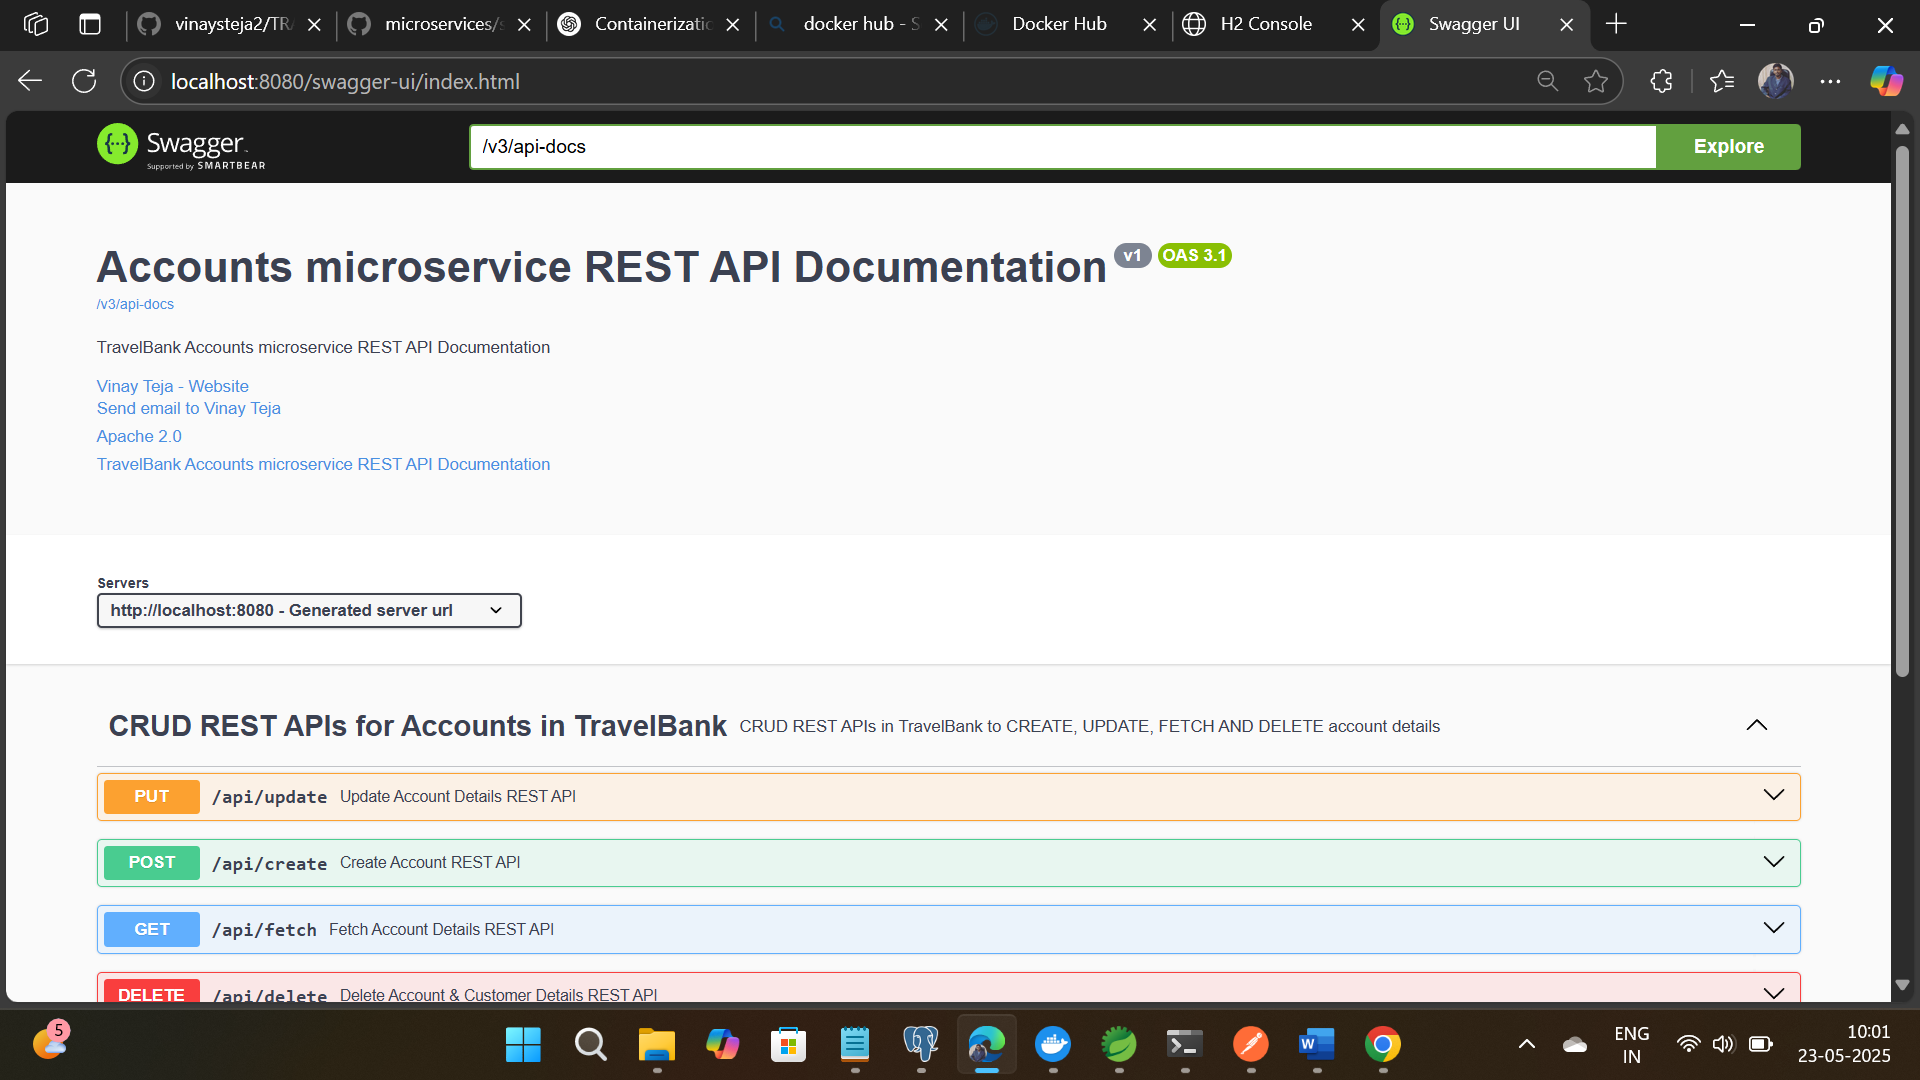 vinaysteja2/TRA
microservices/s
Containerizatic
docker hub - S
Docker Hub
H2 Console
Swagger UI
localhost:8080/swagger-ui/index.html
Swagger
Supported by SMARTBEAR
/v3/api-docs
Explore
Accounts microservice REST API Documentation v1 OAS 3.1
/v3/api-docs
TravelBank Accounts microservice REST API Documentation
Vinay Teja - Website
Send email to Vinay Teja
Apache 2.0
TravelBank Accounts microservice REST API Documentation
Servers
http://localhost:8080 - Generated server url
CRUD REST APIs for Accounts in TravelBank CRUD REST APIs in TravelBank to CREATE, UPDATE, FETCH AND DELETE account details
PUT /api/update Update Account Details REST API
POST /api/create Create Account REST API
GET /api/fetch Fetch Account Details REST API
DELETE /api/delete Delete Account & Customer Details REST API
5
W
ENG
IN
10:01
23-05-2025